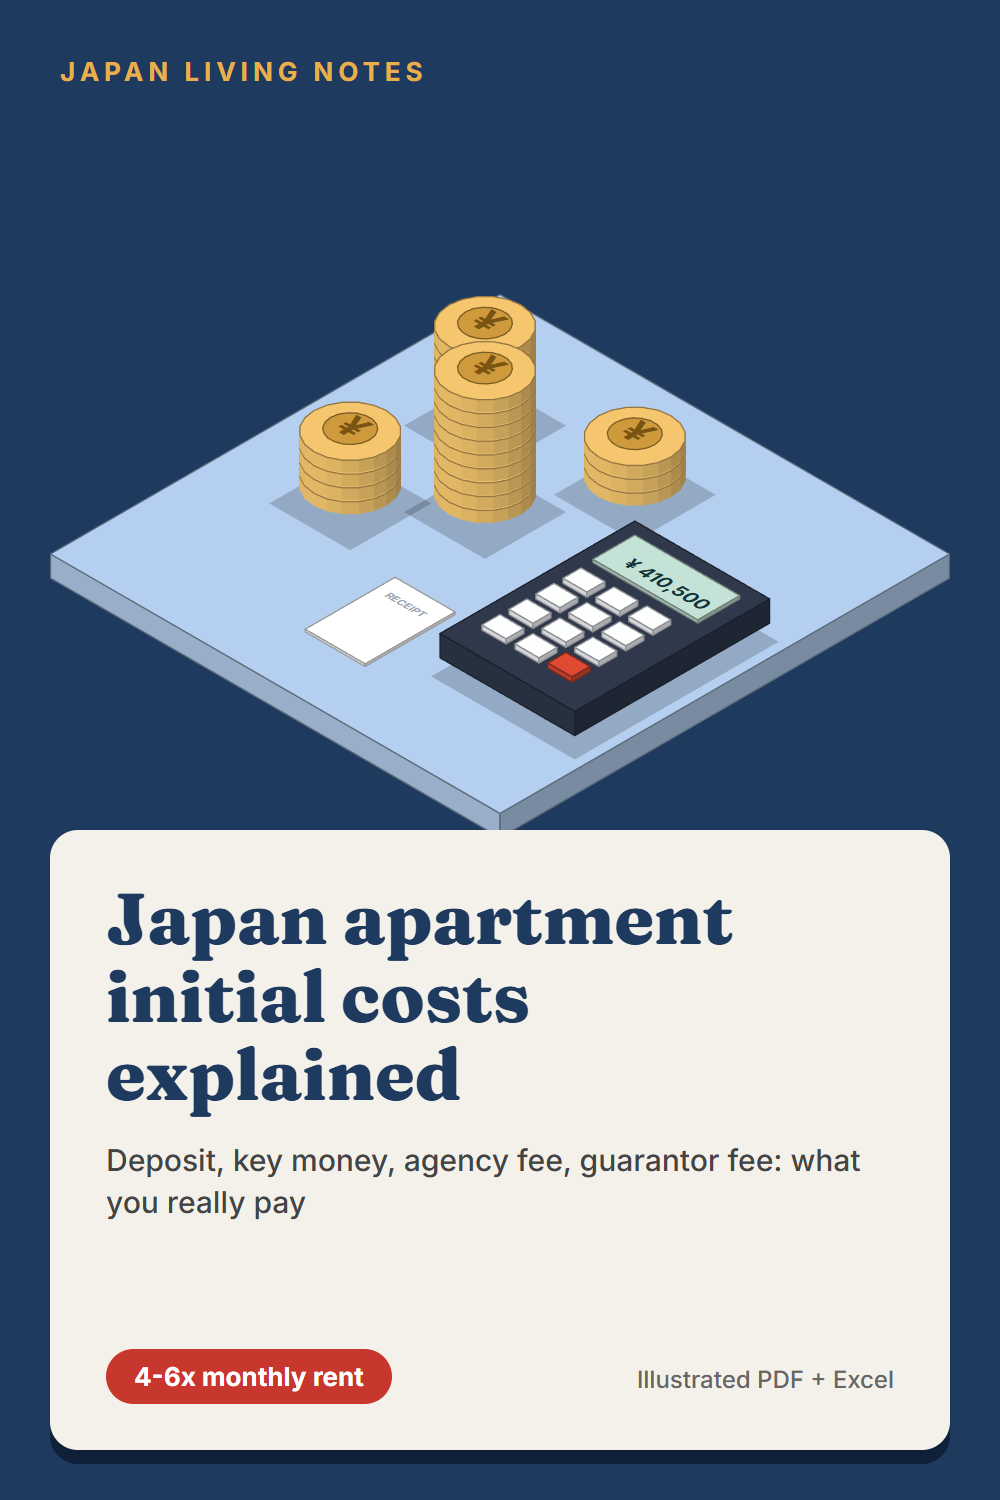 JAPAN LIVING NOTES
¥
¥
¥
¥
¥ 410,500
RECEIPT
Japan apartment
initial costs
explained
Deposit, key money, agency fee, guarantor fee: what
you really pay
4-6x monthly rent
Illustrated PDF + Excel